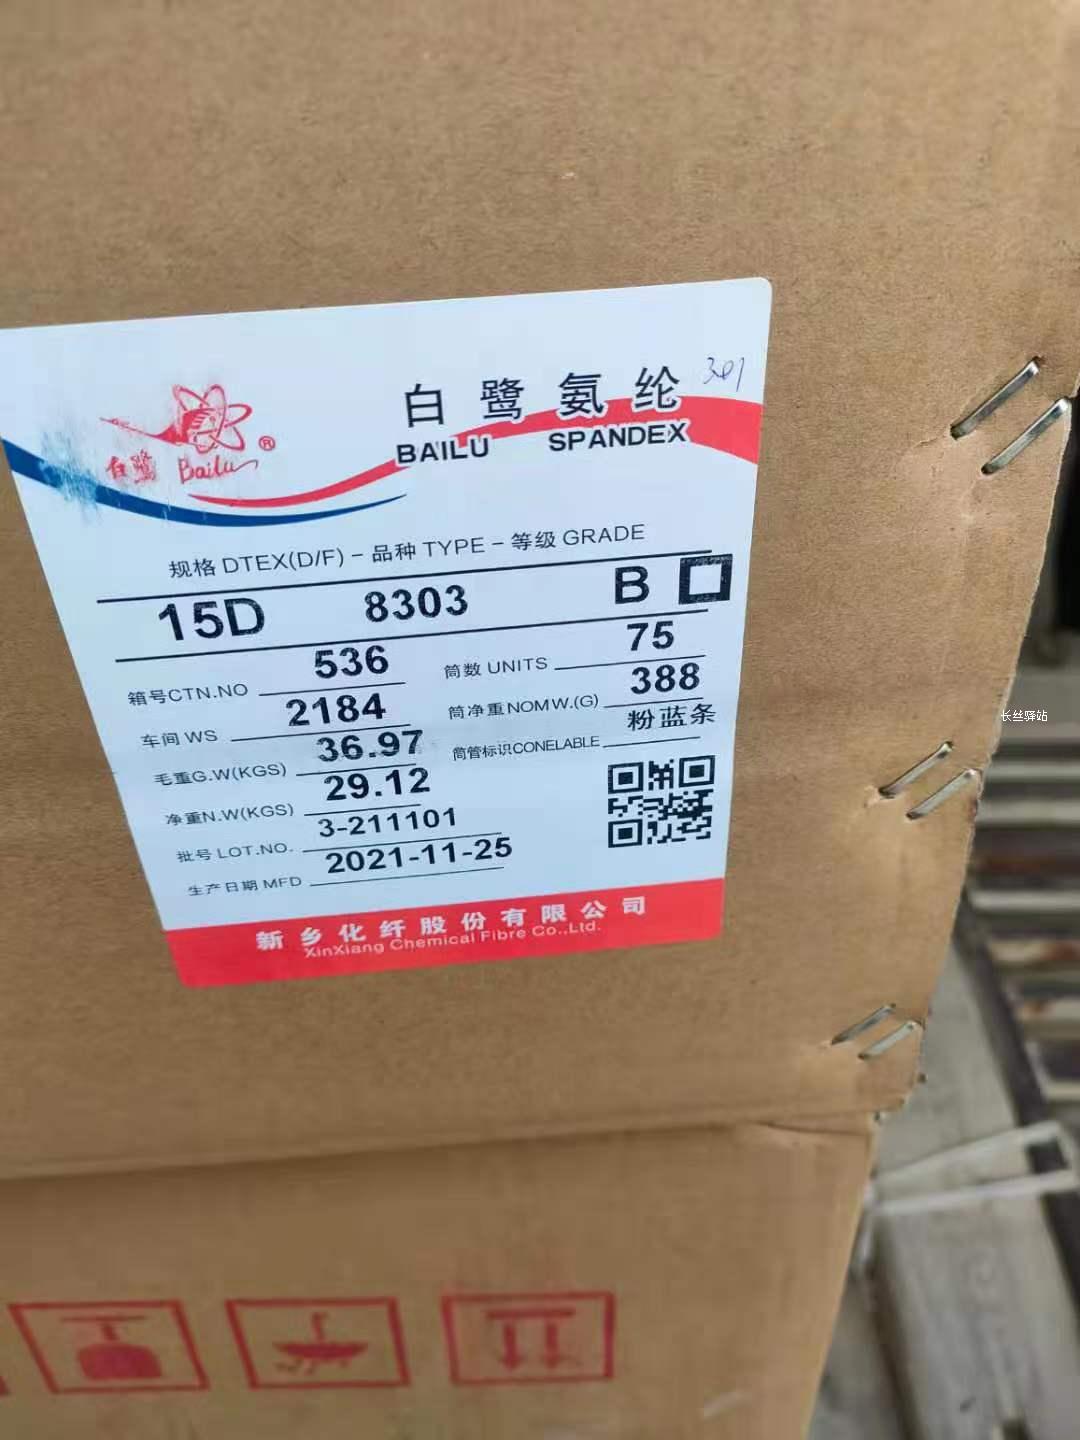 白鹭氨纶
301
BAILU SPANDEX
白鹭 Bailu ®
规格 DTEX(D/F) - 品种 TYPE - 等级 GRADE
15D 8303 B
箱号CTN.NO 536 筒数 UNITS 75
车间 WS 2184 筒净重NOMW.(G) 388
毛重G.W(KGS) 36.97 筒管标识CONELABLE 粉蓝条
净重N.W(KGS) 29.12
批号 LOT.NO. 3-211101
生产日期 MFD 2021-11-25
新乡化纤股份有限公司
XinXiang Chemical Fibre Co.,Ltd.
长丝驿站